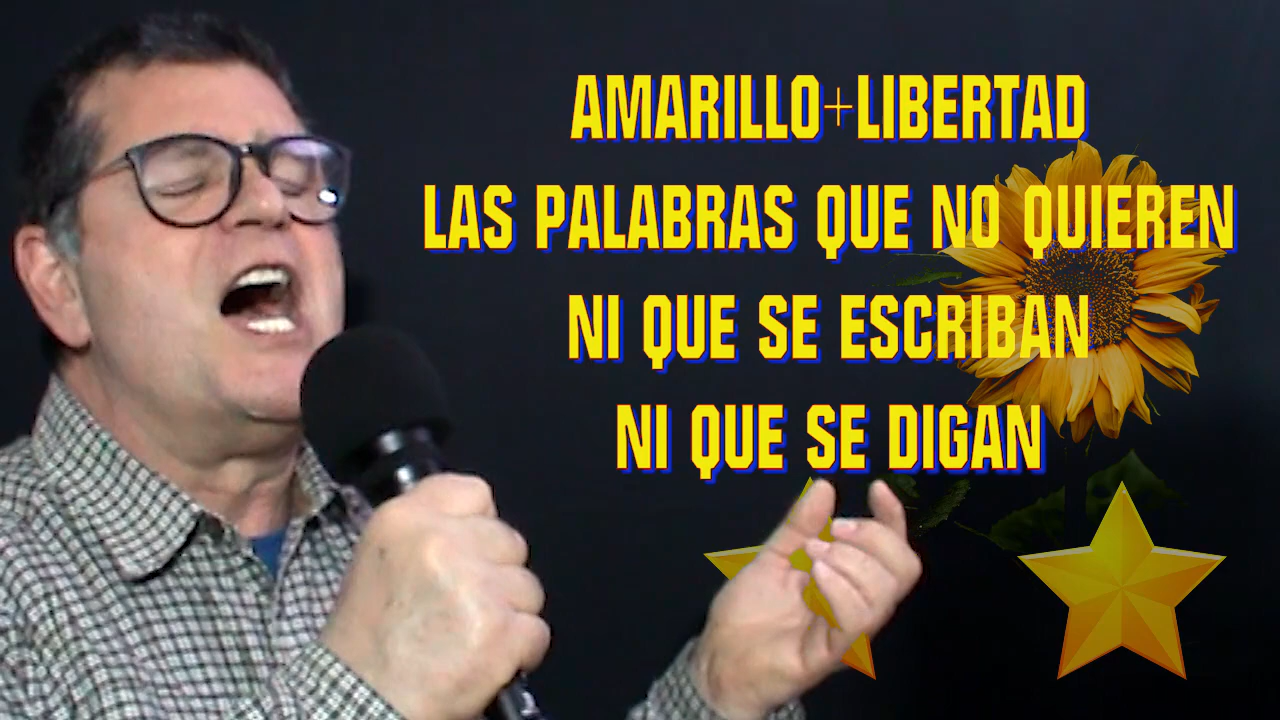 AMARILLO+LIBERTAD
LAS PALABRAS QUE NO QUIEREN
NI QUE SE ESCRIBAN
NI QUE SE DIGAN